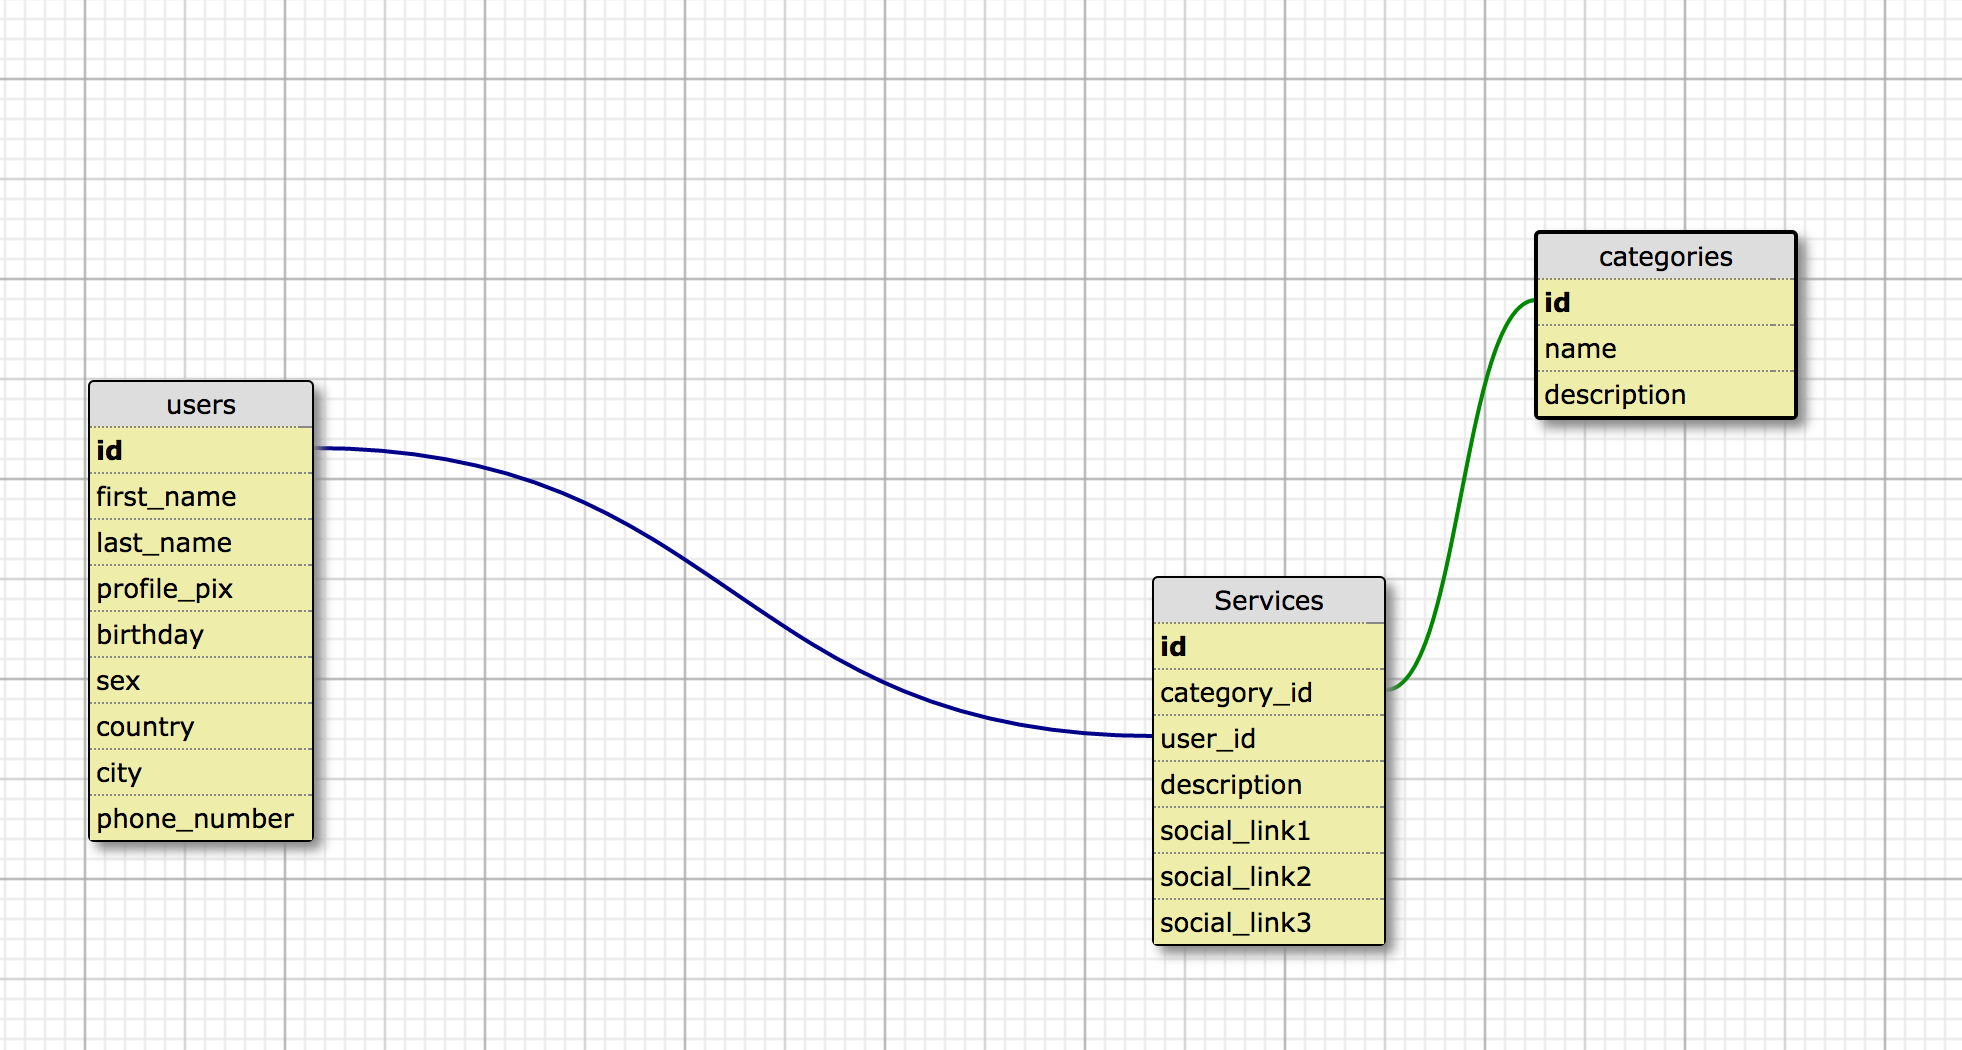 users
id
first_name
last_name
profile_pix
birthday
sex
country
city
phone_number
Services
id
category_id
user_id
description
social_link1
social_link2
social_link3
categories
id
name
description